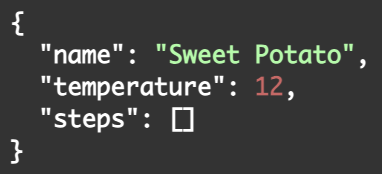 {
  "name": "Sweet Potato",
  "temperature": 12,
  "steps": []
}